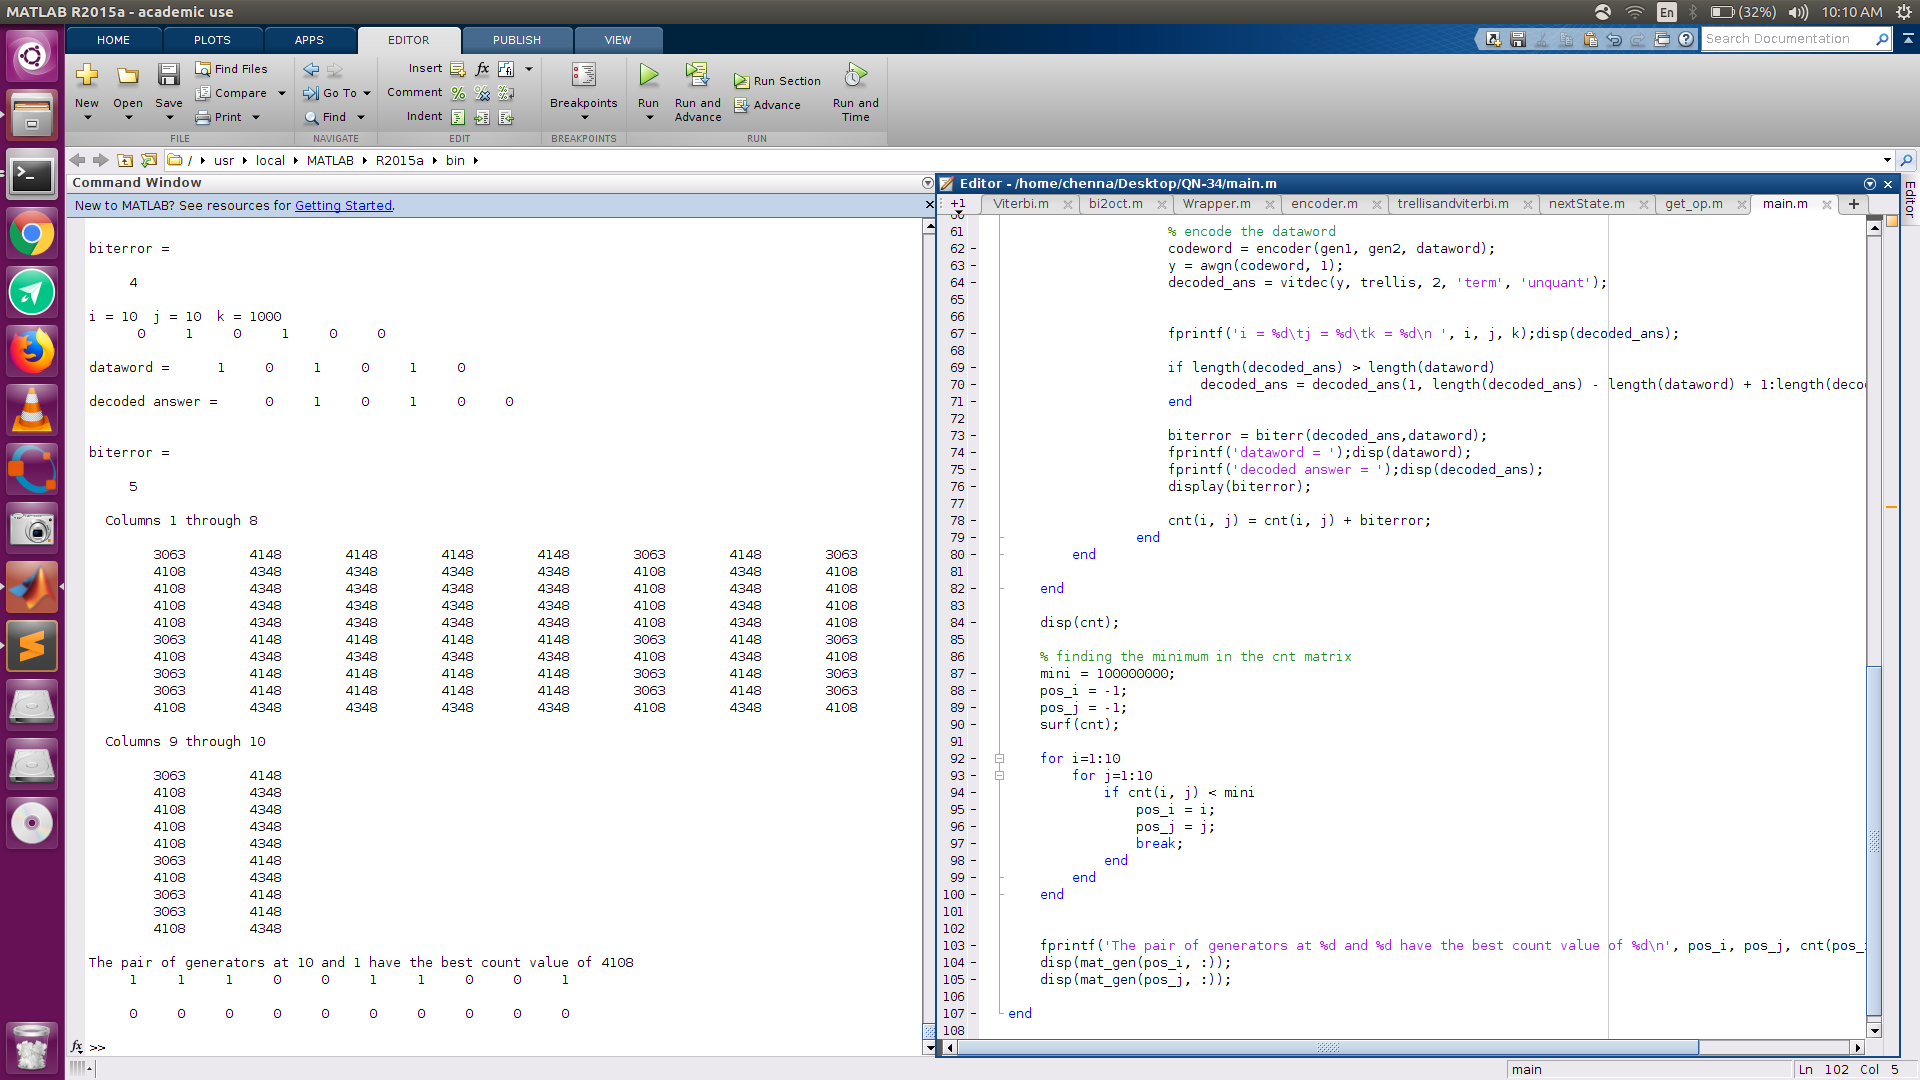 MATLAB R2015a - academic use
En (32%) 10:10 AM
HOME PLOTS APPS EDITOR PUBLISH VIEW
Search Documentation
New Open Save Find Files Compare Print
FILE
Go To Find
NAVIGATE
Insert fx
Comment
Indent
EDIT
Breakpoints
BREAKPOINTS
Run Run and Advance Run Section Advance Run and Time
RUN
/ usr local MATLAB R2015a bin
Command Window
New to MATLAB? See resources for Getting Started.
biterror =
4
i = 10 j = 10 k = 1000
0 1 0 1 0 0
dataword = 1 0 1 0 1 0
decoded answer = 0 1 0 1 0 0
biterror =
5
Columns 1 through 8
3063 4148 4148 4148 4148 3063 4148 3063
4108 4348 4348 4348 4348 4108 4348 4108
4108 4348 4348 4348 4348 4108 4348 4108
4108 4348 4348 4348 4348 4108 4348 4108
4108 4348 4348 4348 4348 4108 4348 4108
3063 4148 4148 4148 4148 3063 4148 3063
4108 4348 4348 4348 4348 4108 4348 4108
3063 4148 4148 4148 4148 3063 4148 3063
3063 4148 4148 4148 4148 3063 4148 3063
4108 4348 4348 4348 4348 4108 4348 4108
Columns 9 through 10
3063 4148
4108 4348
4108 4348
4108 4348
4108 4348
3063 4148
4108 4348
3063 4148
3063 4148
4108 4348
The pair of generators at 10 and 1 have the best count value of 4108
1 1 1 0 0 1 1 0 0 1
0 0 0 0 0 0 0 0 0 0
fx >>
Editor - /home/chenna/Desktop/QN-34/main.m
Editor
+1 Viterbi.m bi2oct.m Wrapper.m encoder.m trellisandviterbi.m nextState.m get_op.m main.m
61 % encode the dataword
62 - codeword = encoder(gen1, gen2, dataword);
63 - y = awgn(codeword, 1);
64 - decoded_ans = vitdec(y, trellis, 2, 'term', 'unquant');
65
66
67 - fprintf('i = %d\tj = %d\tk = %d\n ', i, j, k);disp(decoded_ans);
68
69 - if length(decoded_ans) > length(dataword)
70 - decoded_ans = decoded_ans(1, length(decoded_ans) - length(dataword) + 1:length(deco
71 - end
72
73 - biterror = biterr(decoded_ans,dataword);
74 - fprintf('dataword = ');disp(dataword);
75 - fprintf('decoded answer = ');disp(decoded_ans);
76 - display(biterror);
77
78 - cnt(i, j) = cnt(i, j) + biterror;
79 - end
80 - end
81
82 - end
83
84 - disp(cnt);
85
86 % finding the minimum in the cnt matrix
87 - mini = 100000000;
88 - pos_i = -1;
89 - pos_j = -1;
90 - surf(cnt);
91
92 - for i=1:10
93 - for j=1:10
94 - if cnt(i, j) < mini
95 - pos_i = i;
96 - pos_j = j;
97 - break;
98 - end
99 - end
100 - end
101
102
103 - fprintf('The pair of generators at %d and %d have the best count value of %d\n', pos_i, pos_j, cnt(pos_i
104 - disp(mat_gen(pos_i, :));
105 - disp(mat_gen(pos_j, :));
106
107 - end
108
main Ln 102 Col 5